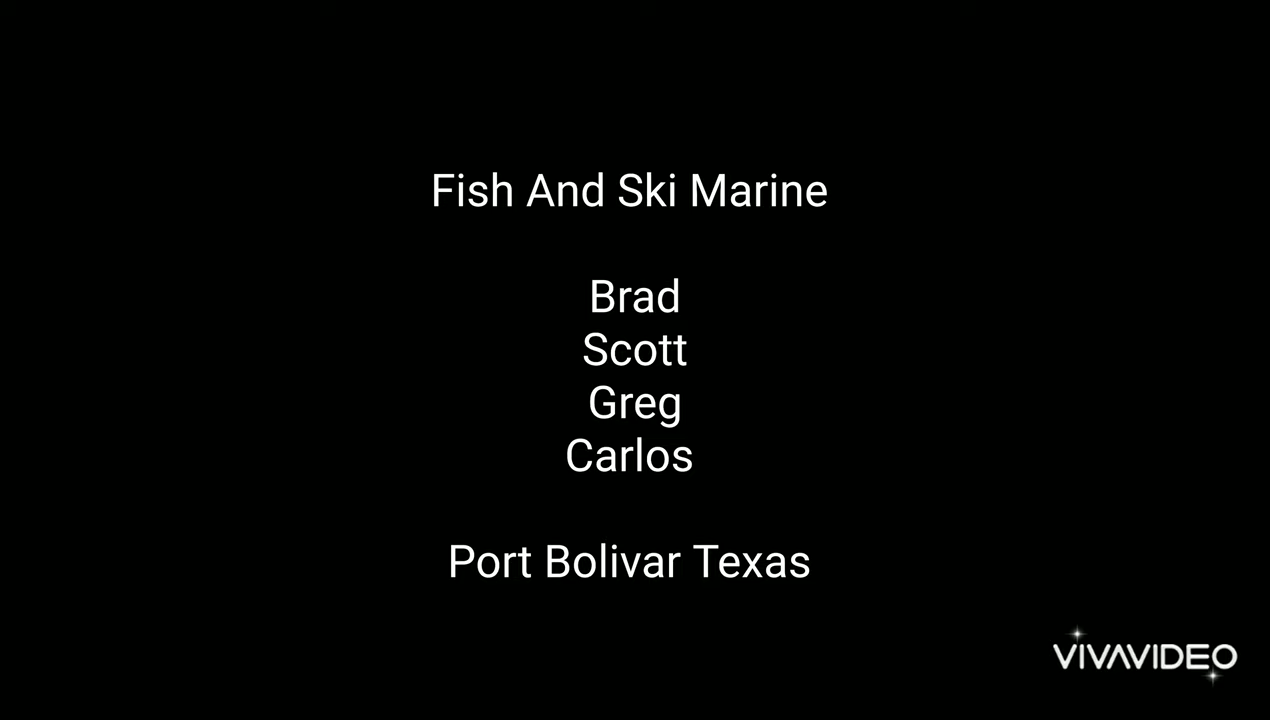 Fish And Ski Marine
Brad
Scott
Greg
Carlos
Port Bolivar Texas
VIVAVIDEO